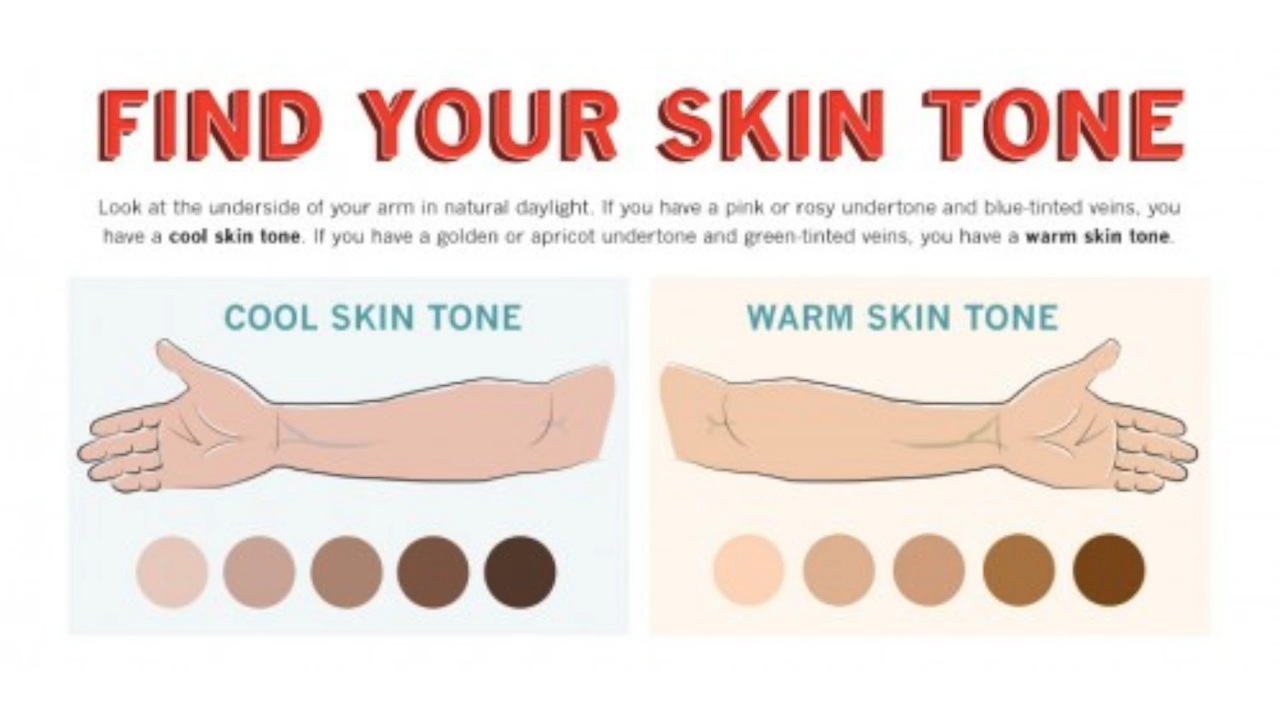 FIND YOUR SKIN TONE
Look at the underside of your arm in natural daylight. If you have a pink or rosy undertone and blue-tinted veins, you
have a cool skin tone. If you have a golden or apricot undertone and green-tinted veins, you have a warm skin tone.
COOL SKIN TONE
WARM SKIN TONE